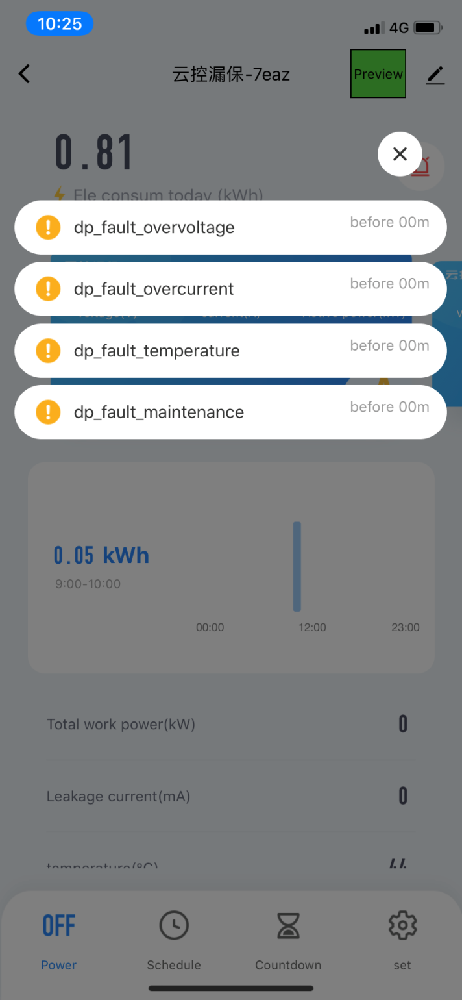 10:25
4G
云控漏保-7eaz
Preview
0.81
Ele consum today (kWh)
dp_fault_overvoltage
before 00m
dp_fault_overcurrent
before 00m
dp_fault_temperature
before 00m
dp_fault_maintenance
before 00m
0.05 kWh
9:00-10:00
00:00 12:00 23:00
Total work power(kW) 0
Leakage current(mA) 0
temperature(°C)
OFF
Power Schedule Countdown set